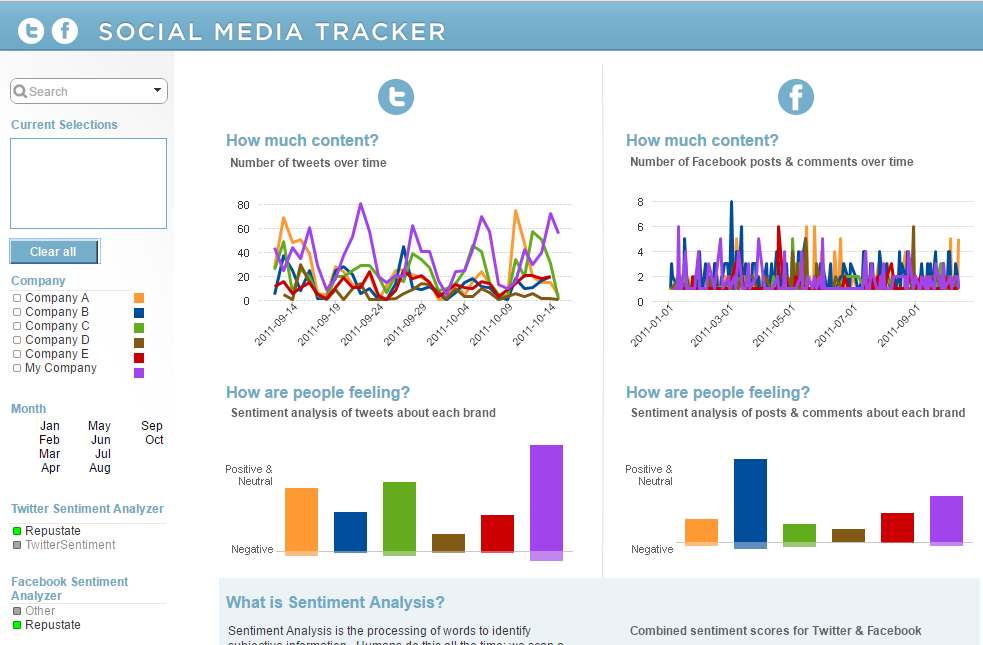 SOCIAL MEDIA TRACKER
Search
Current Selections
Clear all
Company
Company A
Company B
Company C
Company D
Company E
My Company
Month
Jan May Sep
Feb Jun Oct
Mar Jul
Apr Aug
Twitter Sentiment Analyzer
Repustate
TwitterSentiment
Facebook Sentiment
Analyzer
Other
Repustate
How much content?
Number of tweets over time
80
60
40
20
0
2011-09-14
2011-09-19
2011-09-24
2011-09-29
2011-10-04
2011-10-09
2011-10-14
How are people feeling?
Sentiment analysis of tweets about each brand
Positive &
Neutral
Negative
How much content?
Number of Facebook posts & comments over time
8
6
4
2
0
2011-01-01
2011-03-01
2011-05-01
2011-07-01
2011-09-01
How are people feeling?
Sentiment analysis of posts & comments about each brand
Positive &
Neutral
Negative
What is Sentiment Analysis?
Sentiment Analysis is the processing of words to identify
Combined sentiment scores for Twitter & Facebook